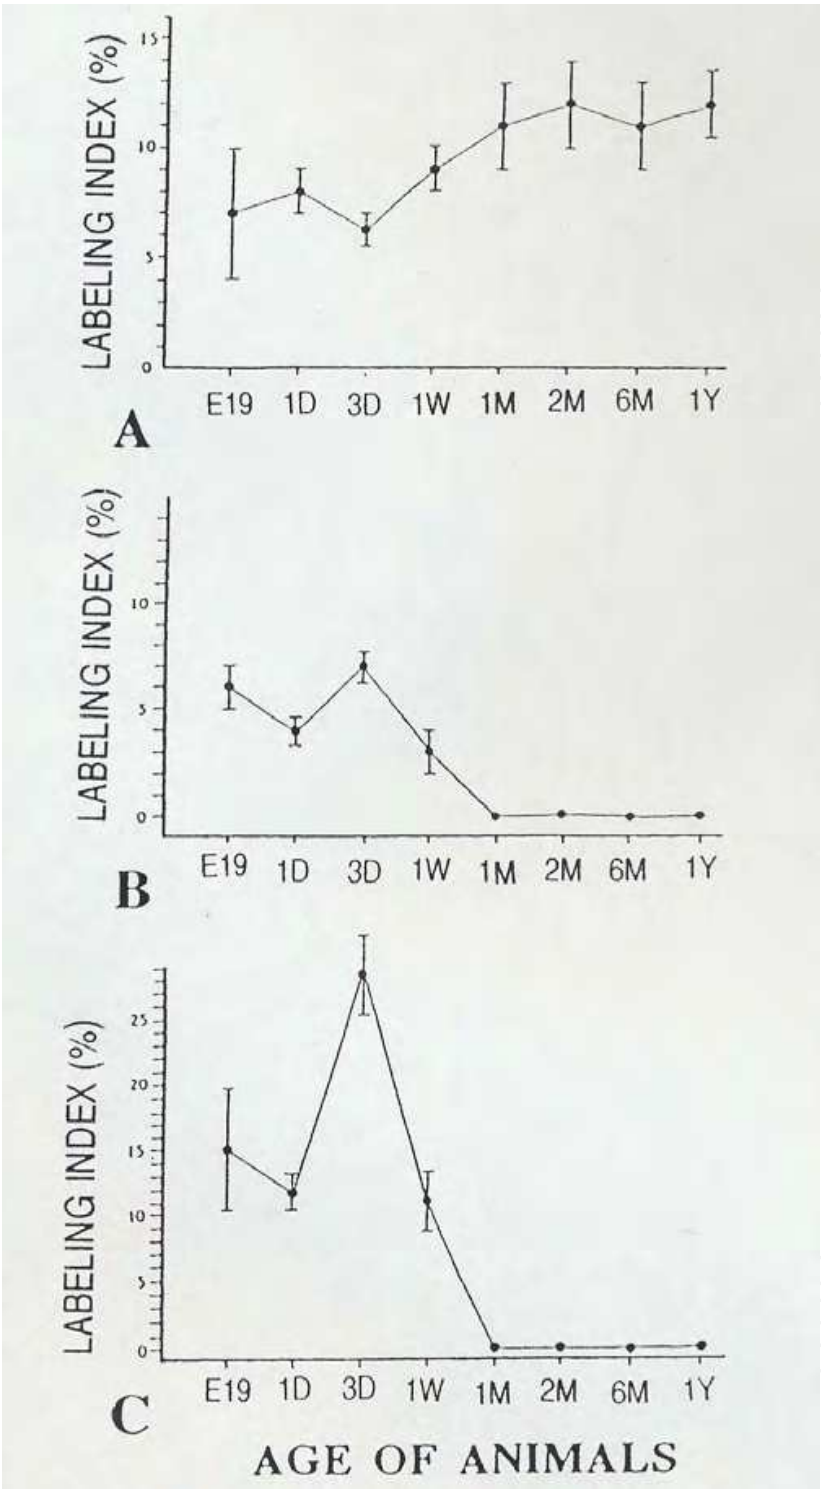 LABELING INDEX (%)
15
10
5
0
E19 1D 3D 1W 1M 2M 6M 1Y
A
LABELING INDEX (%)
10
5
0
E19 1D 3D 1W 1M 2M 6M 1Y
B
LABELING INDEX (%)
25
20
15
10
5
0
E19 1D 3D 1W 1M 2M 6M 1Y
C
AGE OF ANIMALS